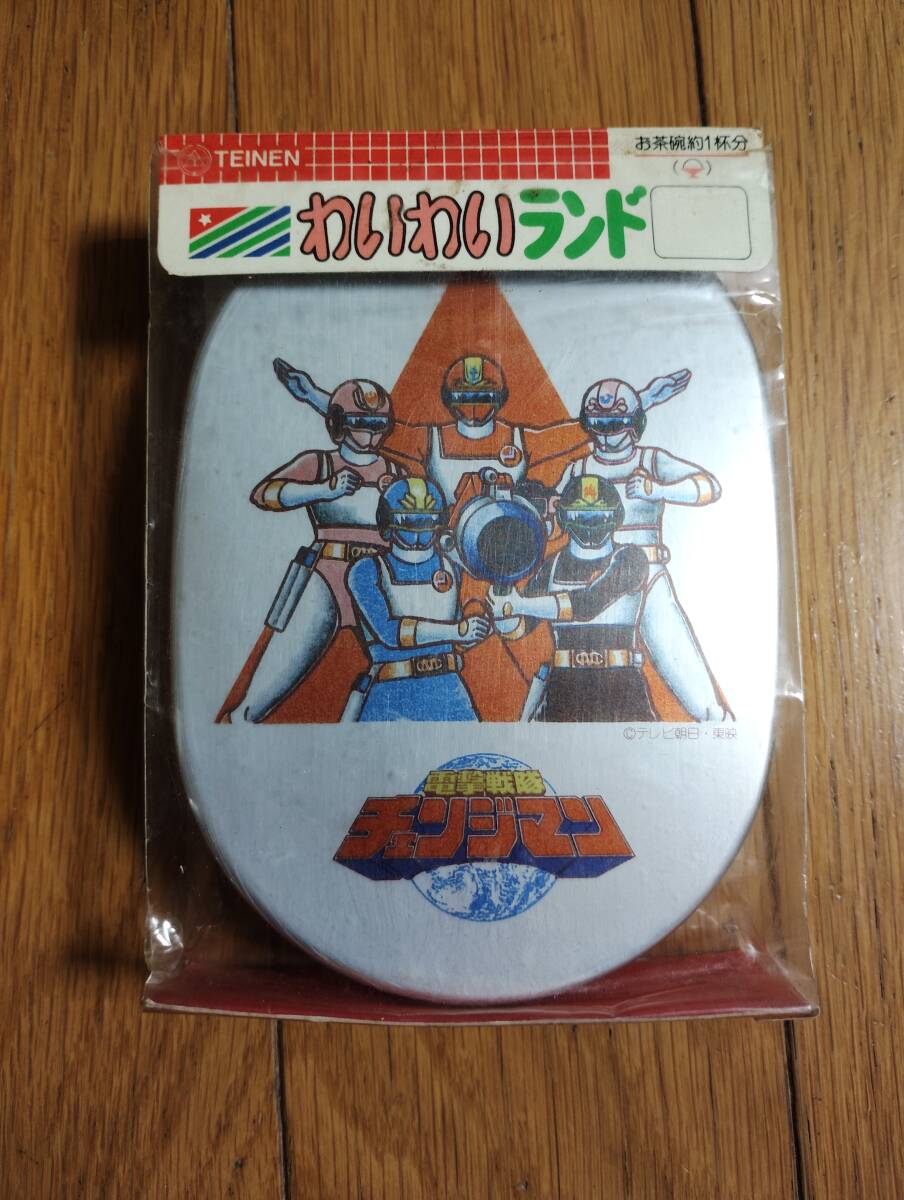 TEINEN
お茶碗約1杯分
わいわいランド
©テレビ朝日・東映
電撃戦隊
チェンジマン